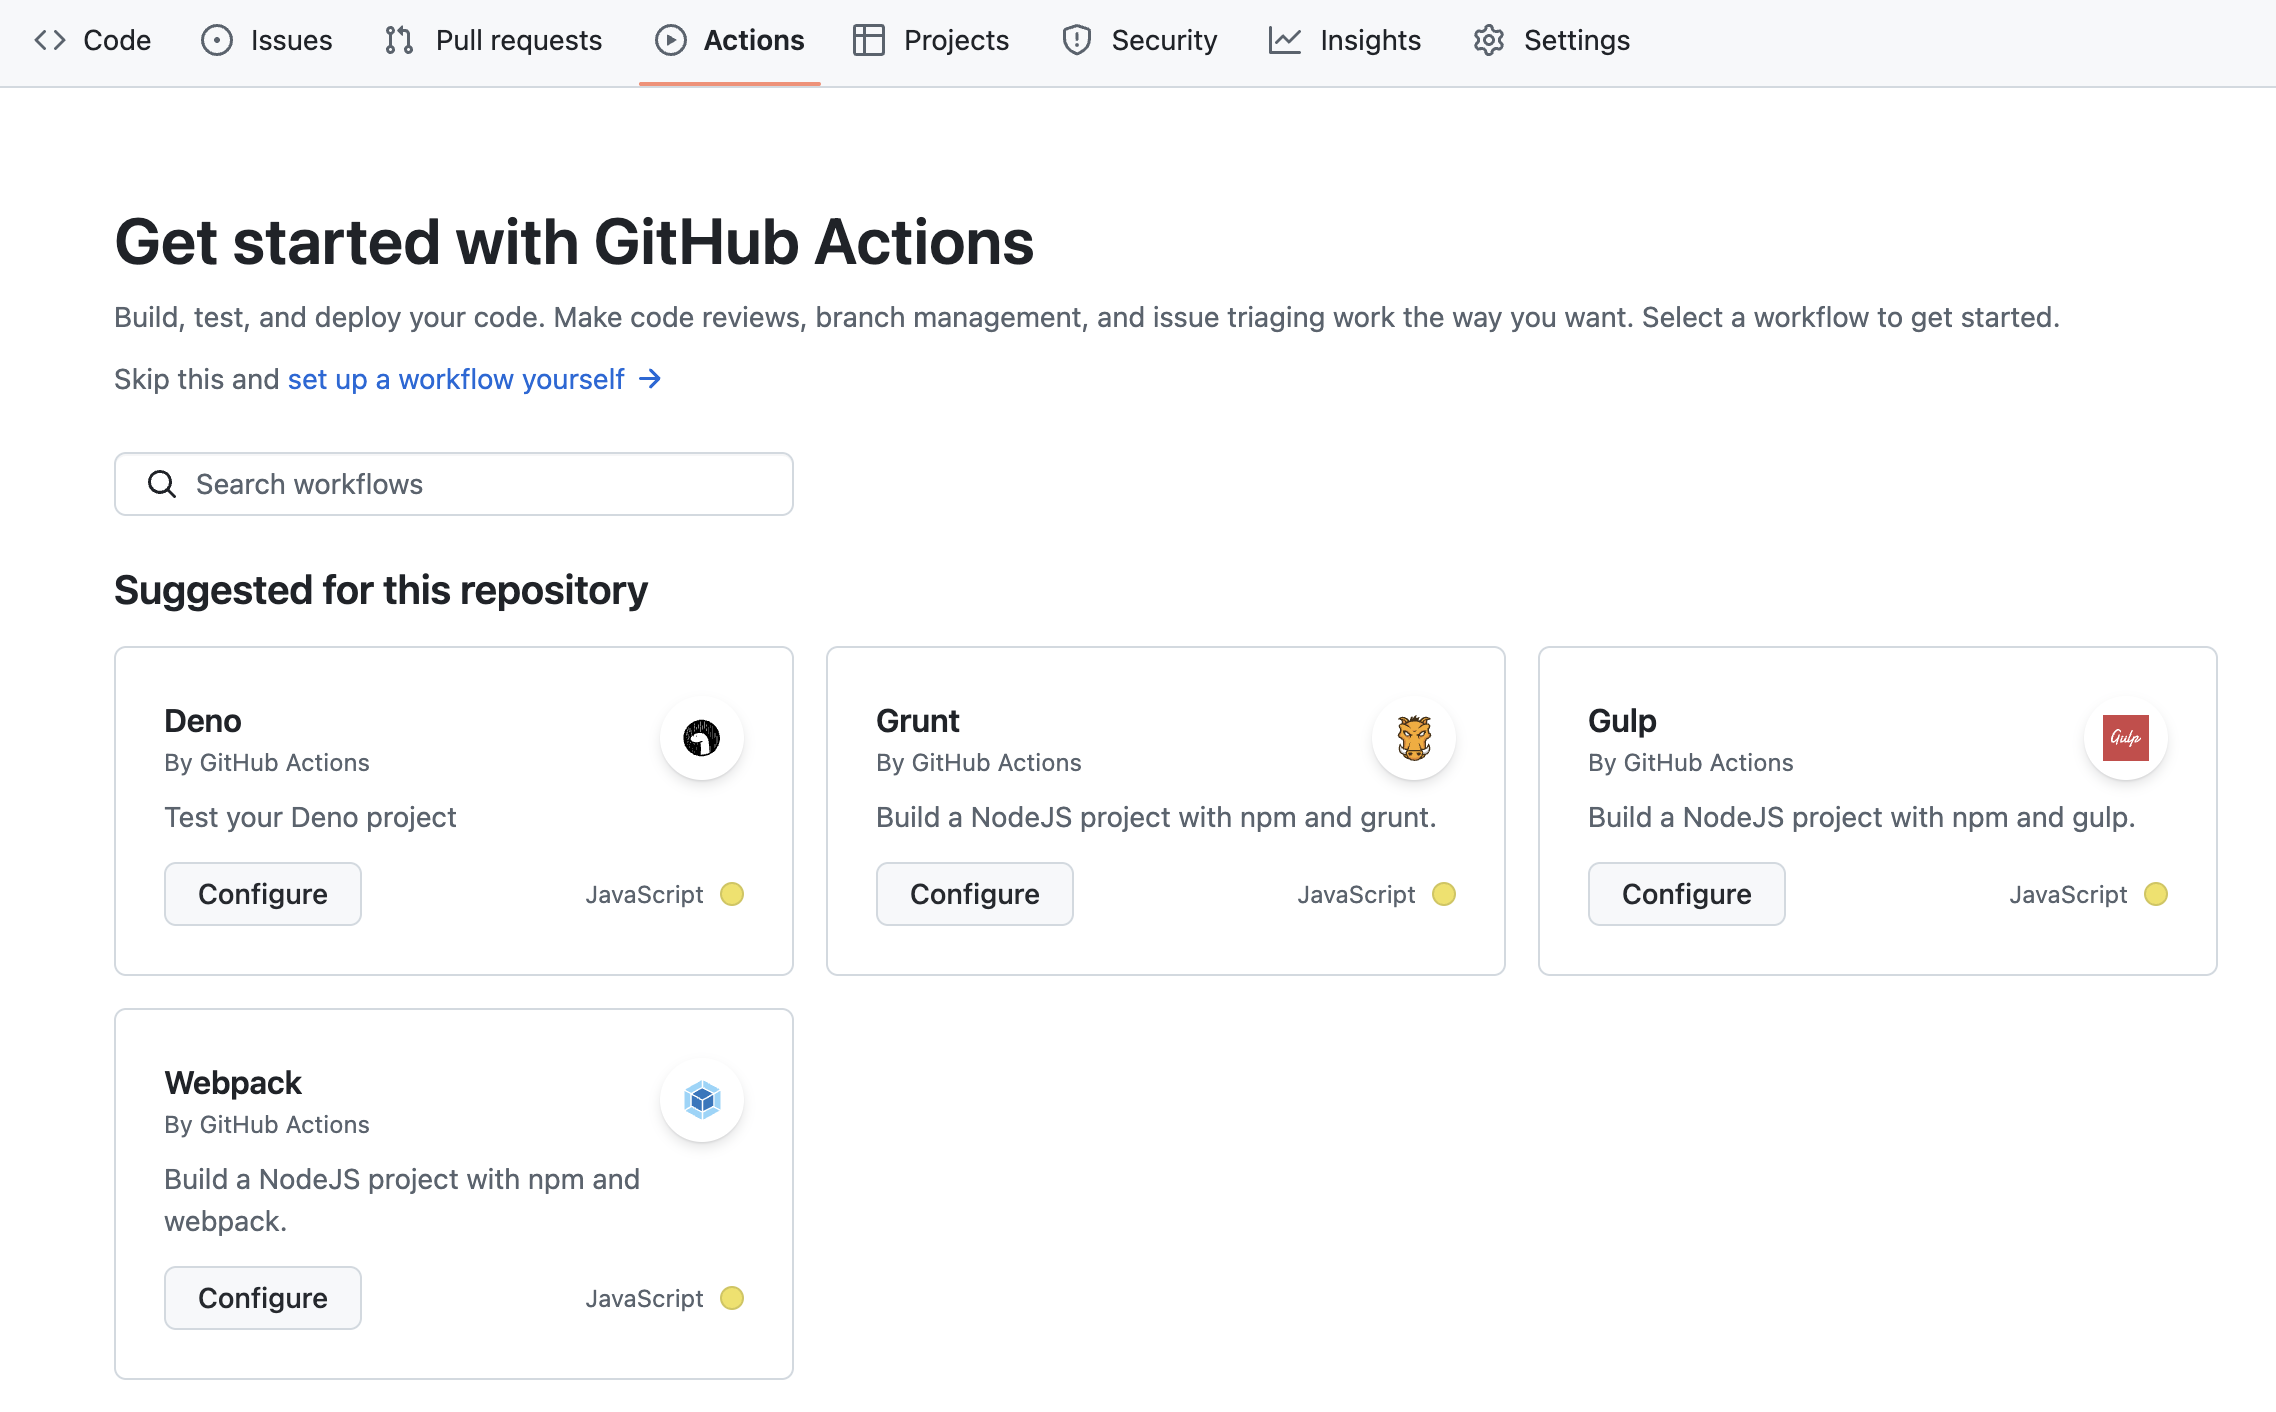 Code Issues Pull requests Actions Projects Security Insights Settings
Get started with GitHub Actions
Build, test, and deploy your code. Make code reviews, branch management, and issue triaging work the way you want. Select a workflow to get started.
Skip this and set up a workflow yourself →
Search workflows
Suggested for this repository
Deno
By GitHub Actions
Test your Deno project
Configure JavaScript
Grunt
By GitHub Actions
Build a NodeJS project with npm and grunt.
Configure JavaScript
Gulp
By GitHub Actions
Gulp
Build a NodeJS project with npm and gulp.
Configure JavaScript
Webpack
By GitHub Actions
Build a NodeJS project with npm and
webpack.
Configure JavaScript